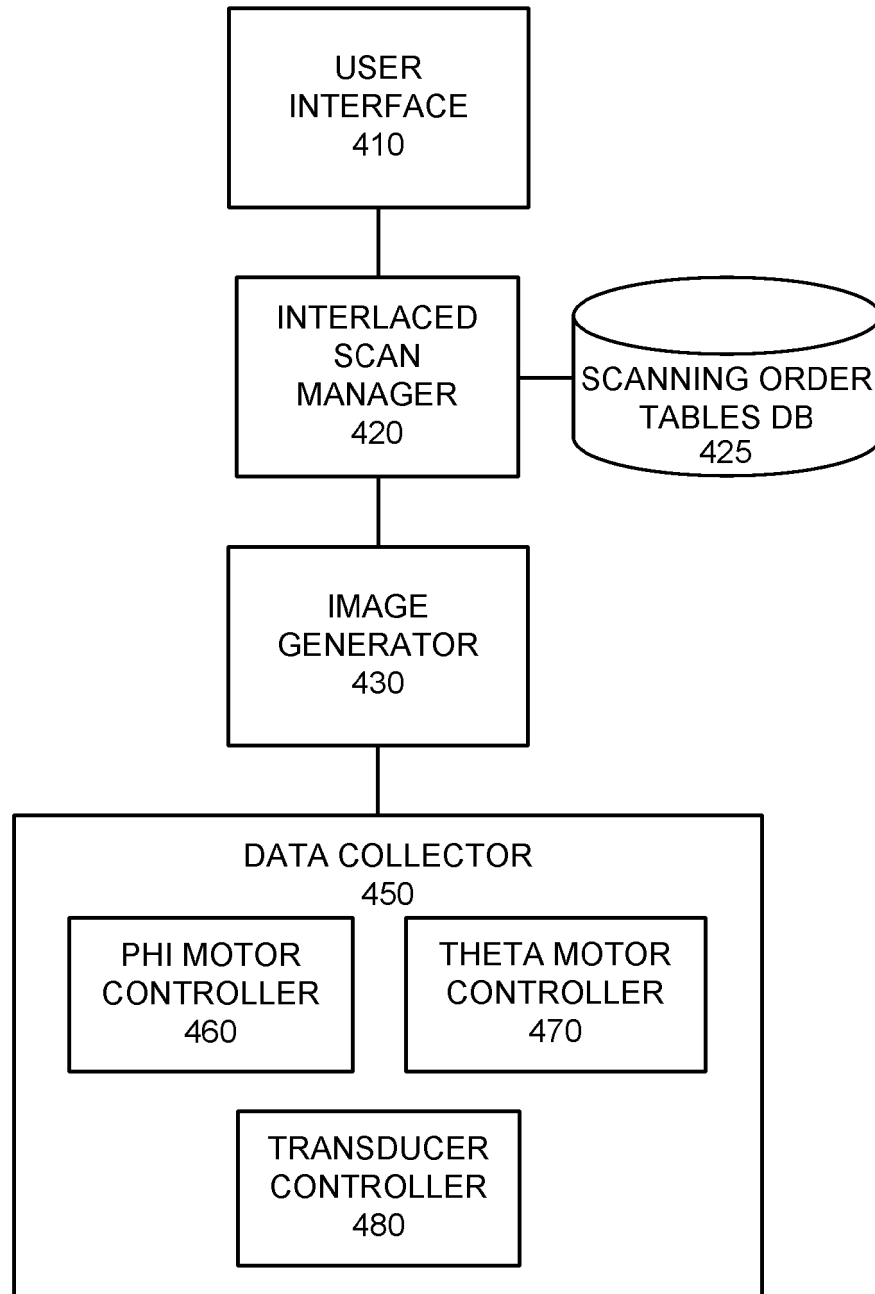 USER
INTERFACE
410
INTERLACED
SCAN
MANAGER
420
SCANNING ORDER
TABLES DB
425
IMAGE
GENERATOR
430
DATA COLLECTOR
450
PHI MOTOR
CONTROLLER
460
THETA MOTOR
CONTROLLER
470
TRANSDUCER
CONTROLLER
480